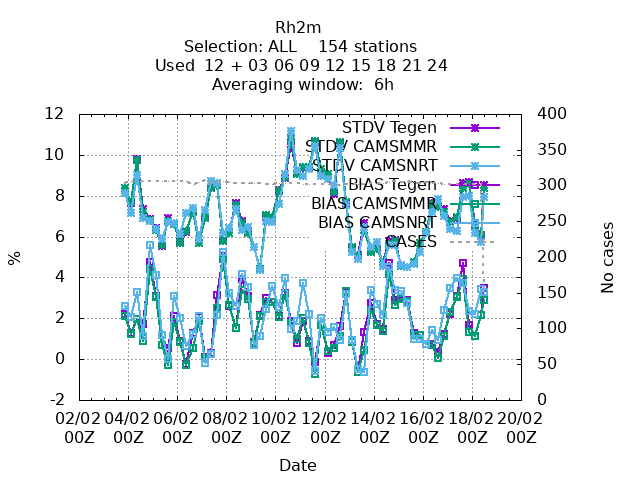 Rh2m
Selection: ALL    154 stations
Used  12 + 03 06 09 12 15 18 21 24
Averaging window:  6h
12
10
8
6
4
2
0
-2
%
400
350
300
250
200
150
100
50
0
No cases
STDV Tegen
STDV CAMSMMR
STDV CAMSNRT
BIAS Tegen
BIAS CAMSMMR
BIAS CAMSNRT
CASES
02/02 04/02 06/02 08/02 10/02 12/02 14/02 16/02 18/02 20/02
00Z 00Z 00Z 00Z 00Z 00Z 00Z 00Z 00Z 00Z
Date